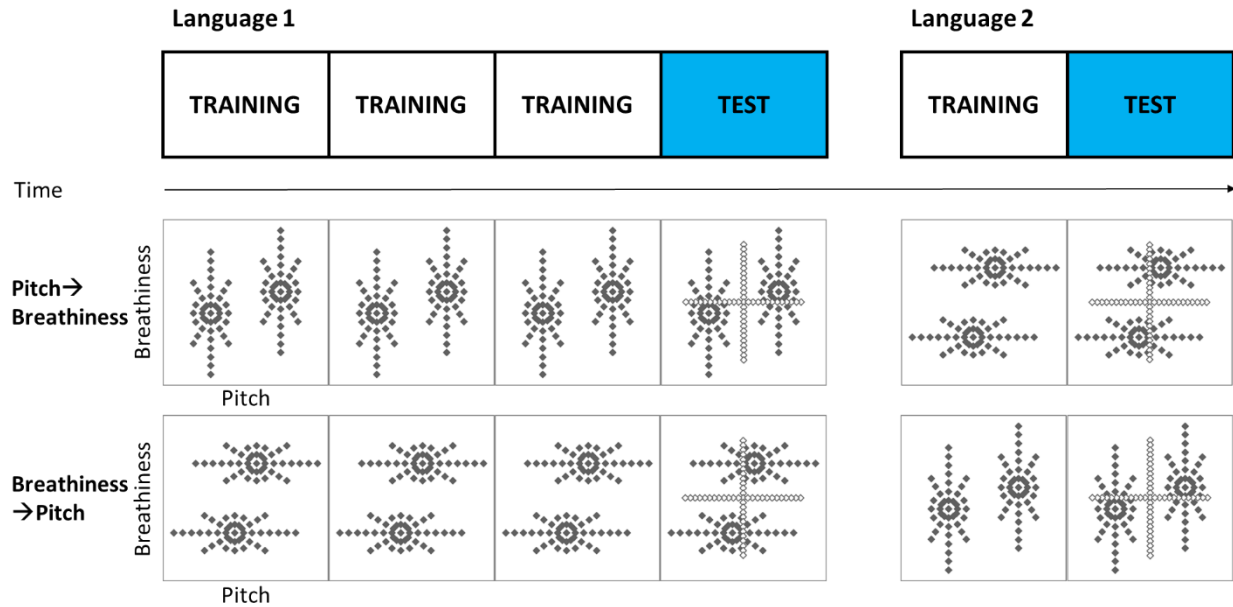 Language 1
Language 2
TRAINING
TRAINING
TRAINING
TEST
TRAINING
TEST
Time
Pitch→
Breathiness
Breathiness
Pitch
Breathiness
→Pitch
Breathiness
Pitch